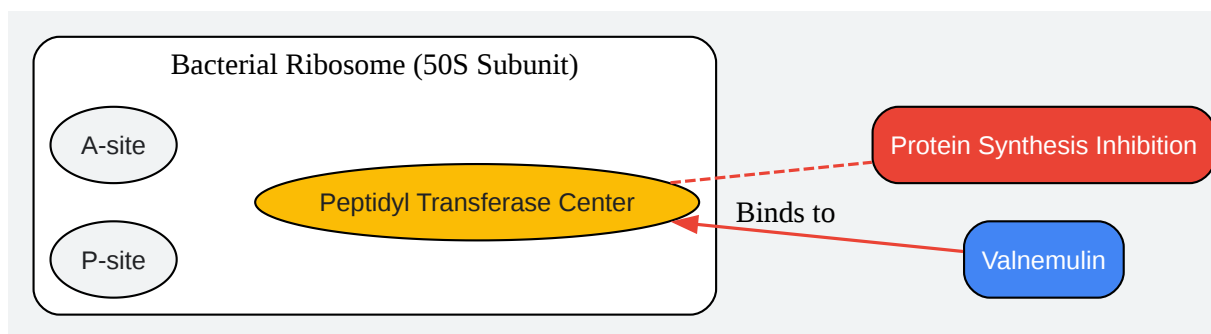 Bacterial Ribosome (50S Subunit)
A-site
Protein Synthesis Inhibition
Peptidyl Transferase Center
Binds to
P-site
Valnemulin